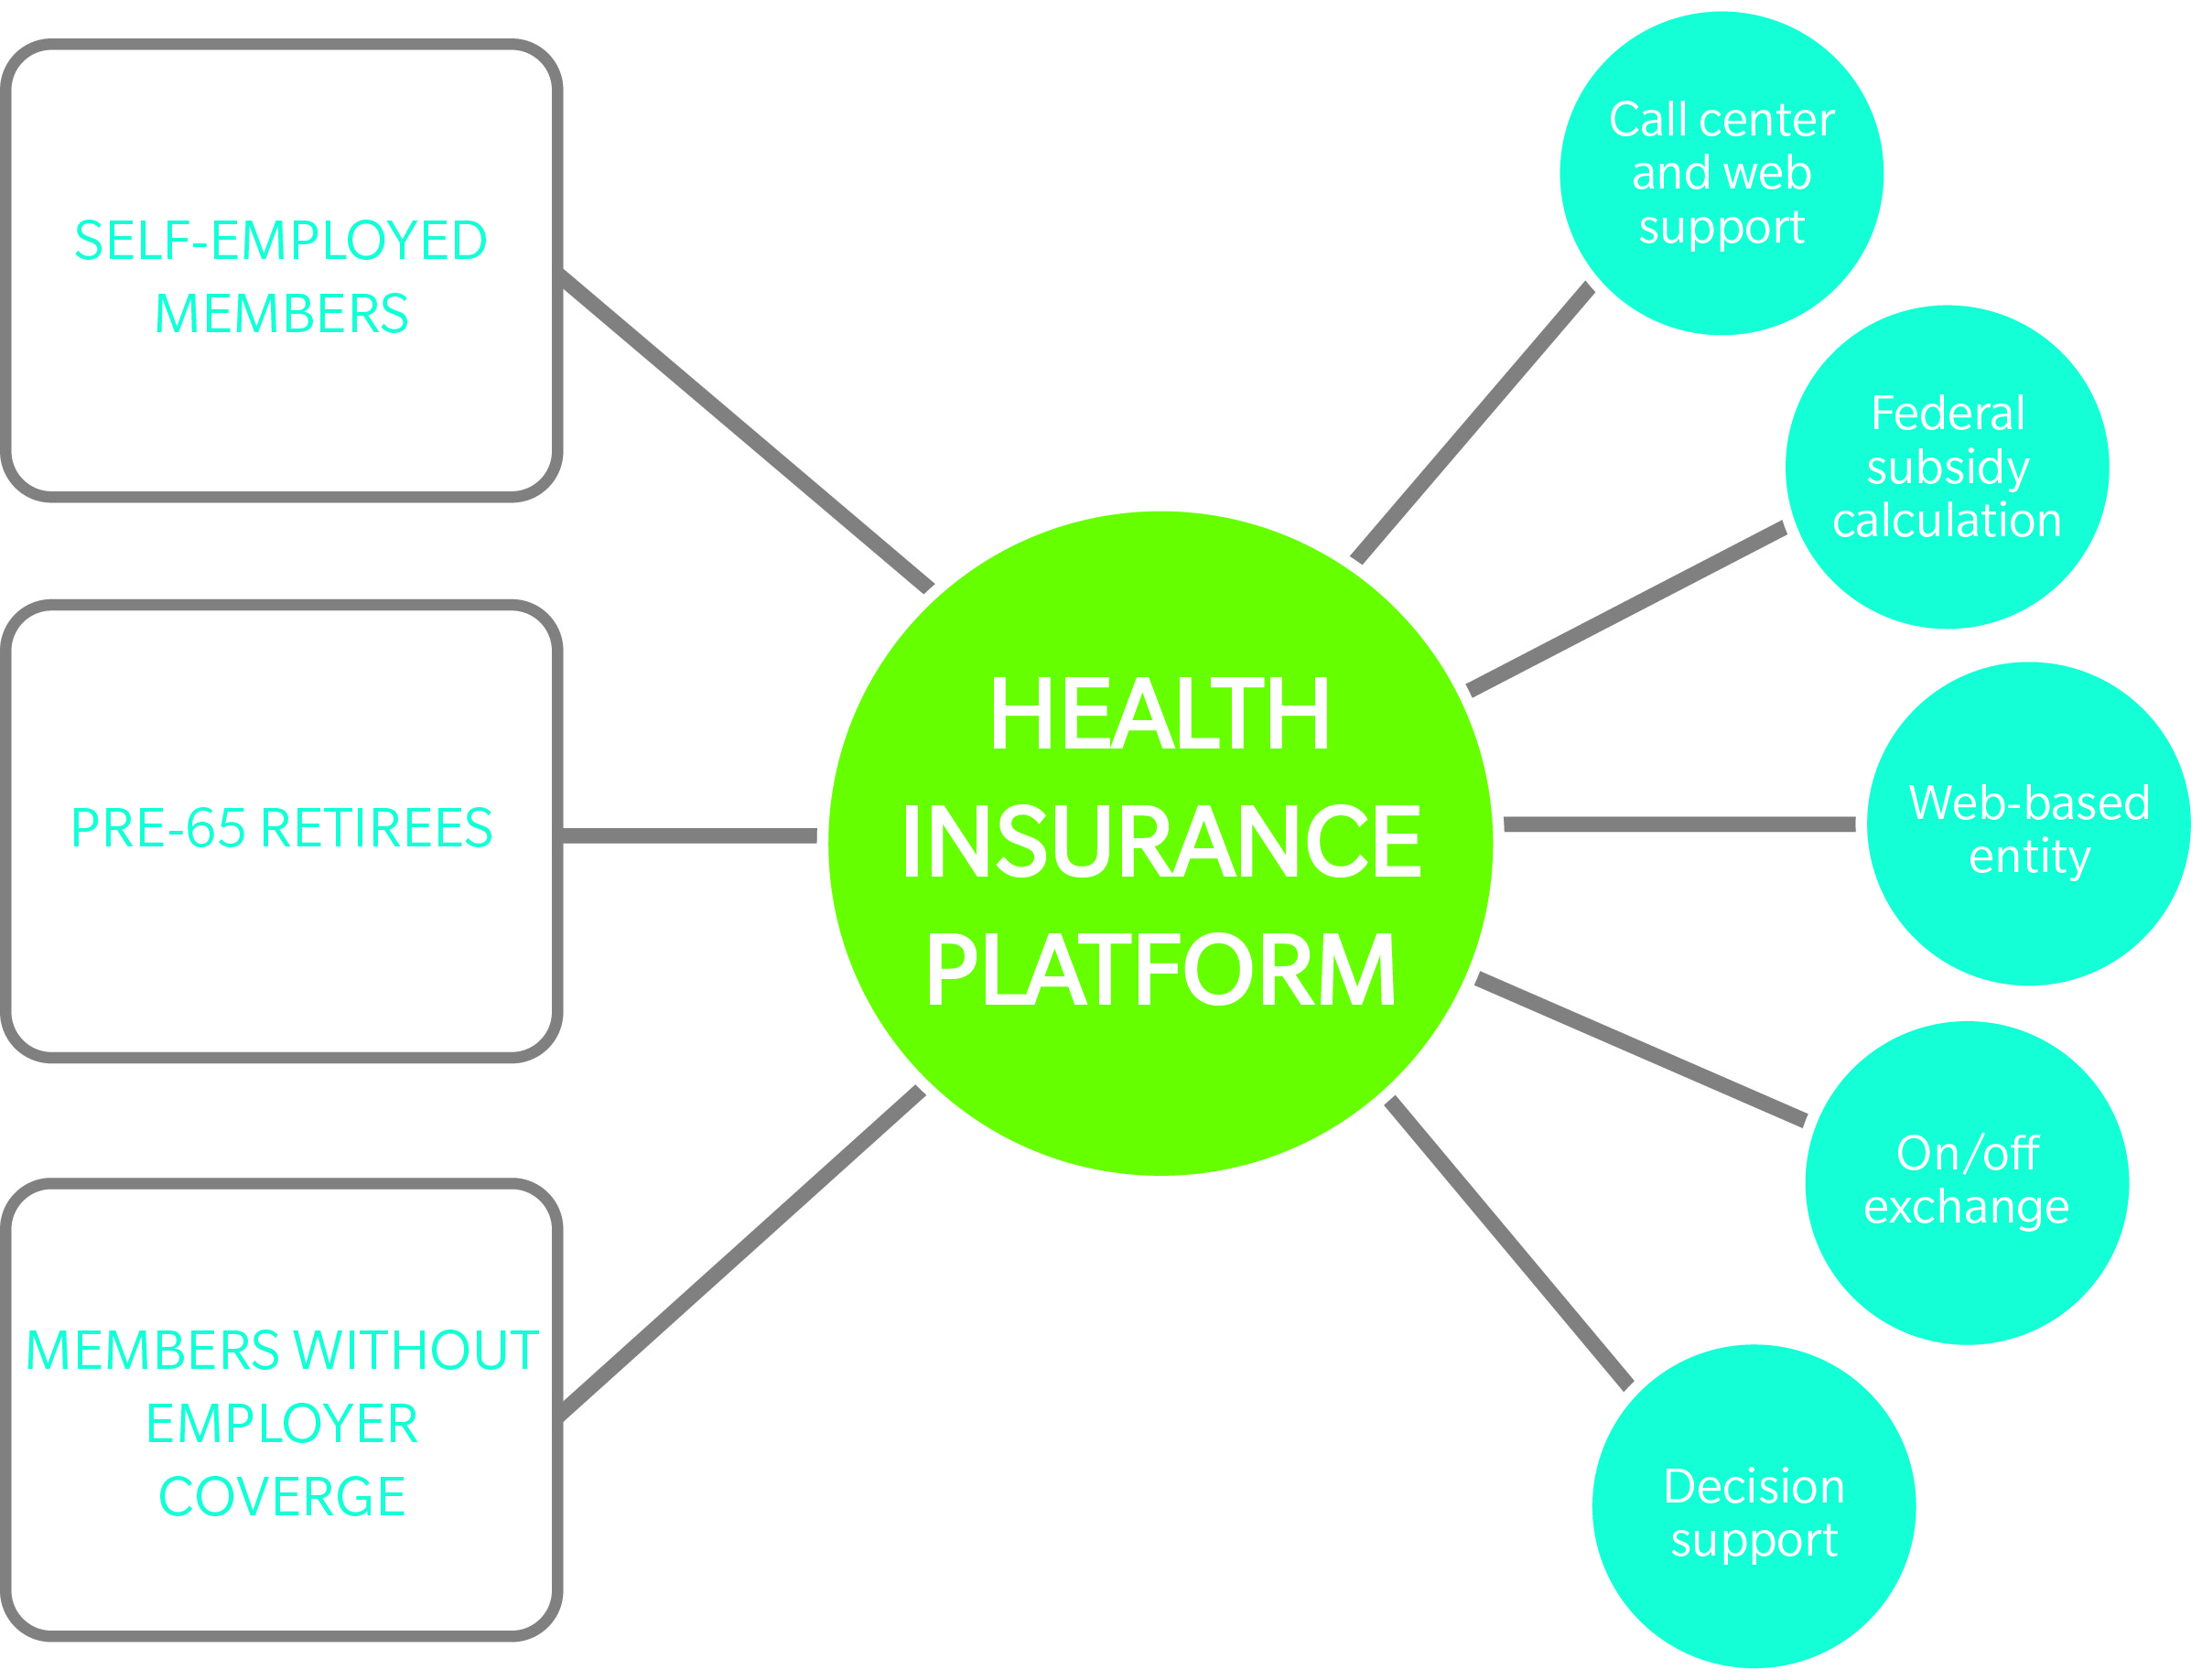 SELF-EMPLOYED
MEMBERS
PRE-65 RETIREES
MEMBERS WITHOUT
EMPLOYER
COVERGE
HEALTH
INSURANCE
PLATFORM
Call center
and web
support
Federal
subsidy
calculation
Web-based
entity
On/off
exchange
Decision
support